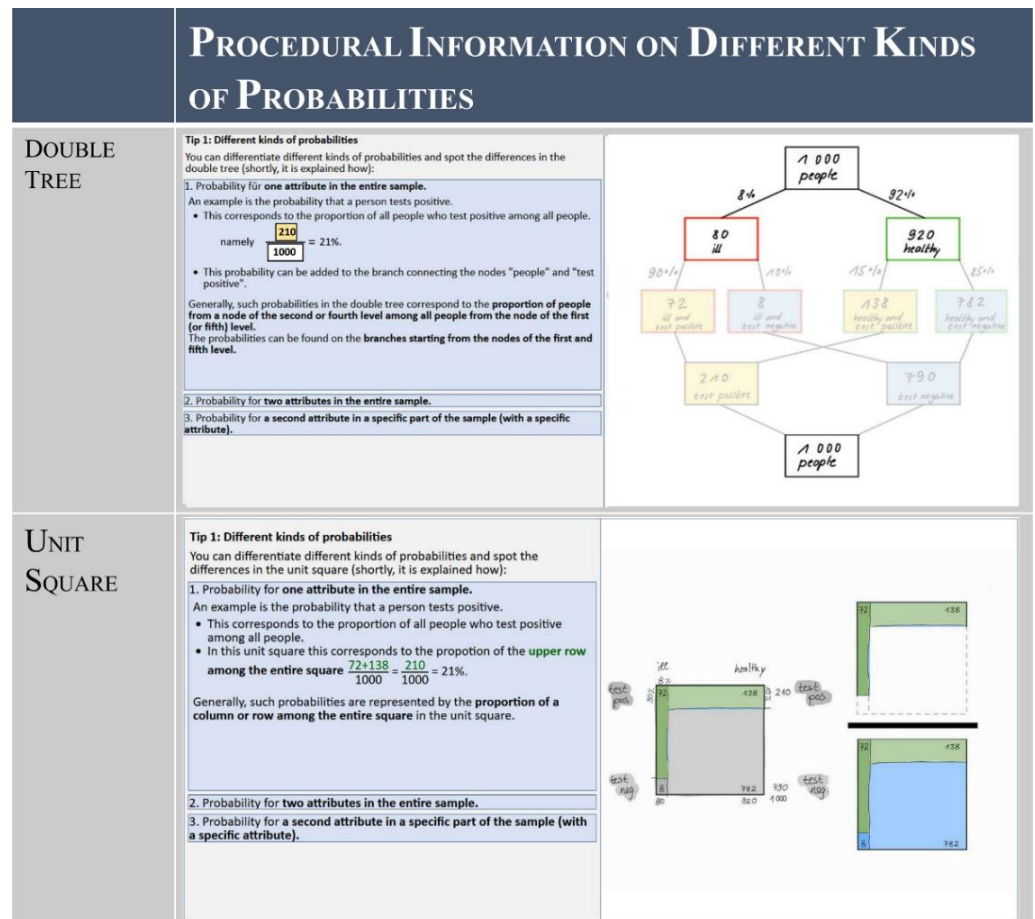 PROCEDURAL INFORMATION ON DIFFERENT KINDS
OF PROBABILITIES
DOUBLE
TREE
Tip 1: Different kinds of probabilities
You can differentiate different kinds of probabilities and spot the differences in the
double tree (shortly, it is explained how):
1. Probability für one attribute in the entire sample.
An example is the probability that a person tests positive.
• This corresponds to the proportion of all people who test positive among all people.
namely 210/1000 = 21%.
• This probability can be added to the branch connecting the nodes "people" and "test
positive".
Generally, such probabilities in the double tree correspond to the proportion of people
from a node of the second or fourth level among all people from the node of the first
(or fifth) level.
The probabilities can be found on the branches starting from the nodes of the first and
fifth level.
2. Probability for two attributes in the entire sample.
3. Probability for a second attribute in a specific part of the sample (with a specific
attribute).
1 000
people
8% 92%
80
ill
920
healthy
90% 10% 15% 85%
72
ill and
test positive
8
ill and
test negative
138
healthy and
test positive
782
healthy and
test negative
210
test positive
790
test negative
1 000
people
UNIT
SQUARE
Tip 1: Different kinds of probabilities
You can differentiate different kinds of probabilities and spot the
differences in the unit square (shortly, it is explained how):
1. Probability for one attribute in the entire sample.
An example is the probability that a person tests positive.
• This corresponds to the proportion of all people who test positive
among all people.
• In this unit square this corresponds to the propotion of the upper row
among the entire square 72+138/1000 = 210/1000 = 21%.
Generally, such probabilities are represented by the proportion of a
column or row among the entire square in the unit square.
2. Probability for two attributes in the entire sample.
3. Probability for a second attribute in a specific part of the sample (with
a specific attribute).
ill healthy
8%
test
pos
90%
72 138
210
test
pos
test
neg
8 782
790
test
neg
80 920 1000
72 138
72 138
8 782